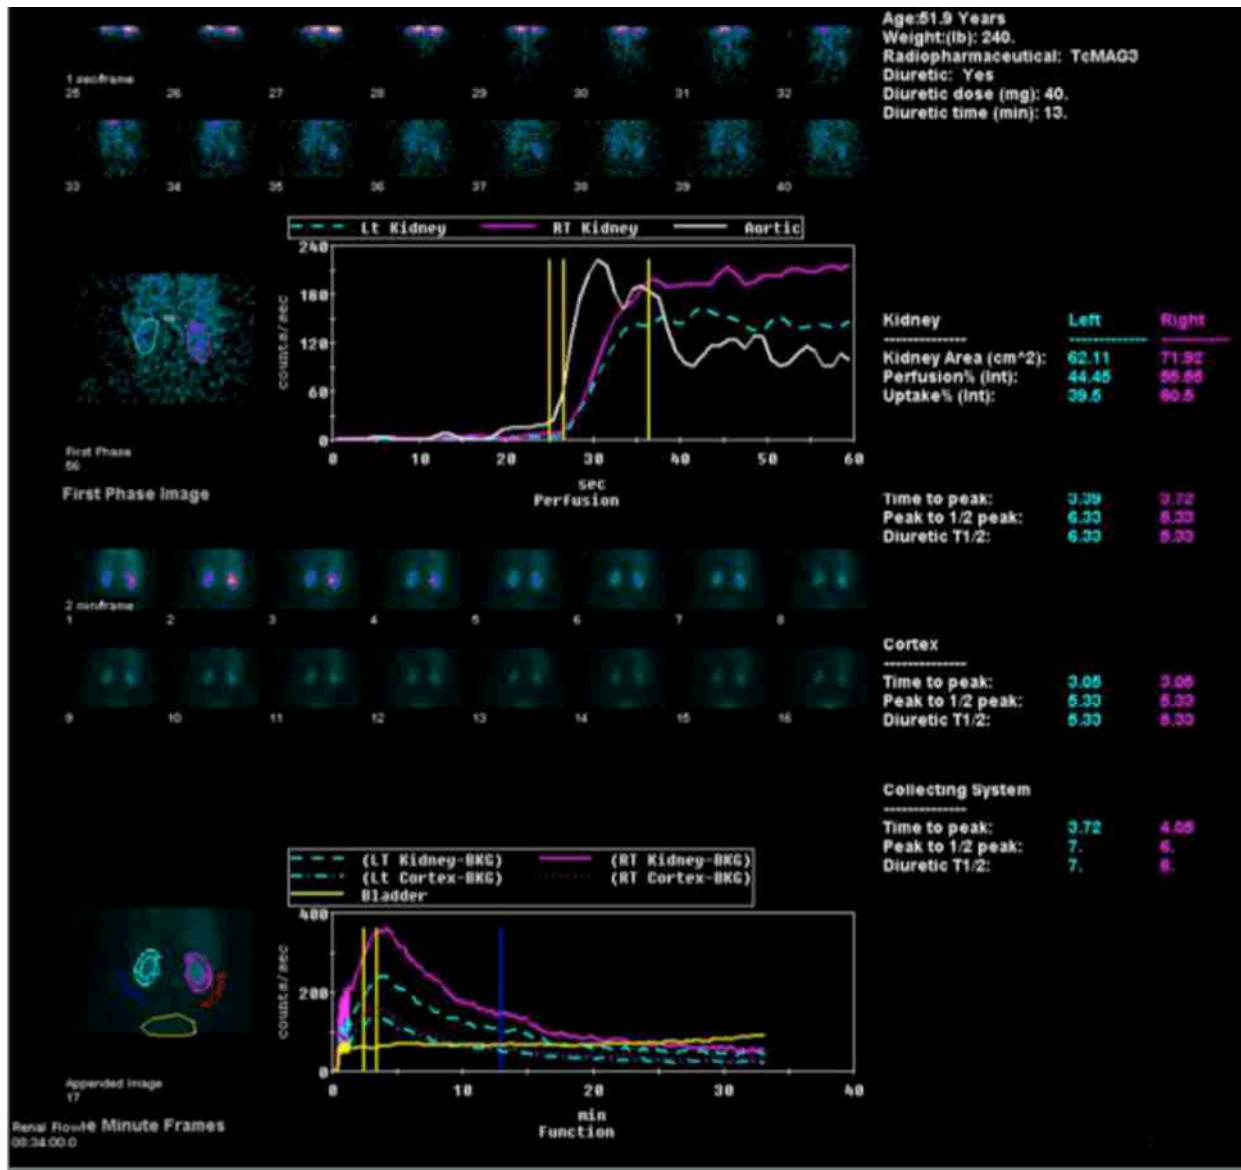 Age:51.9 Years
Weight:(lb): 240.
Radiopharmaceutical: TcMAG3
Diuretic: Yes
Diuretic dose (mg): 40.
Diuretic time (min): 13.
1 sec/frame
25 26 27 28 29 30 31 32
33 34 35 36 37 38 39 40
Lt Kidney RT Kidney Aortic
240
180
120
60
0
counts/sec
0 10 20 30 40 50 60
sec
Perfusion
First Phase
56
First Phase Image
Kidney Left Right
Kidney Area (cm^2): 62.11 71.92
Perfusion% (Int): 44.45 55.55
Uptake% (Int): 39.5 60.5
Time to peak: 3.39 3.72
Peak to 1/2 peak: 6.33 5.33
Diuretic T1/2: 6.33 5.33
2 min/frame
1 2 3 4 5 6 7 8
9 10 11 12 13 14 15 16
Cortex
Time to peak: 3.05 3.05
Peak to 1/2 peak: 5.33 5.33
Diuretic T1/2: 5.33 5.33
Collecting System
Time to peak: 3.72 4.05
Peak to 1/2 peak: 7. 6.
Diuretic T1/2: 7. 6.
(LT Kidney-BKG) (RT Kidney-BKG)
(Lt Cortex-BKG) (RT Cortex-BKG)
Bladder
400
200
0
counts/sec
0 10 20 30 40
min
Function
Appended Image
17
Renal Flow e Minute Frames
00:34:00.0